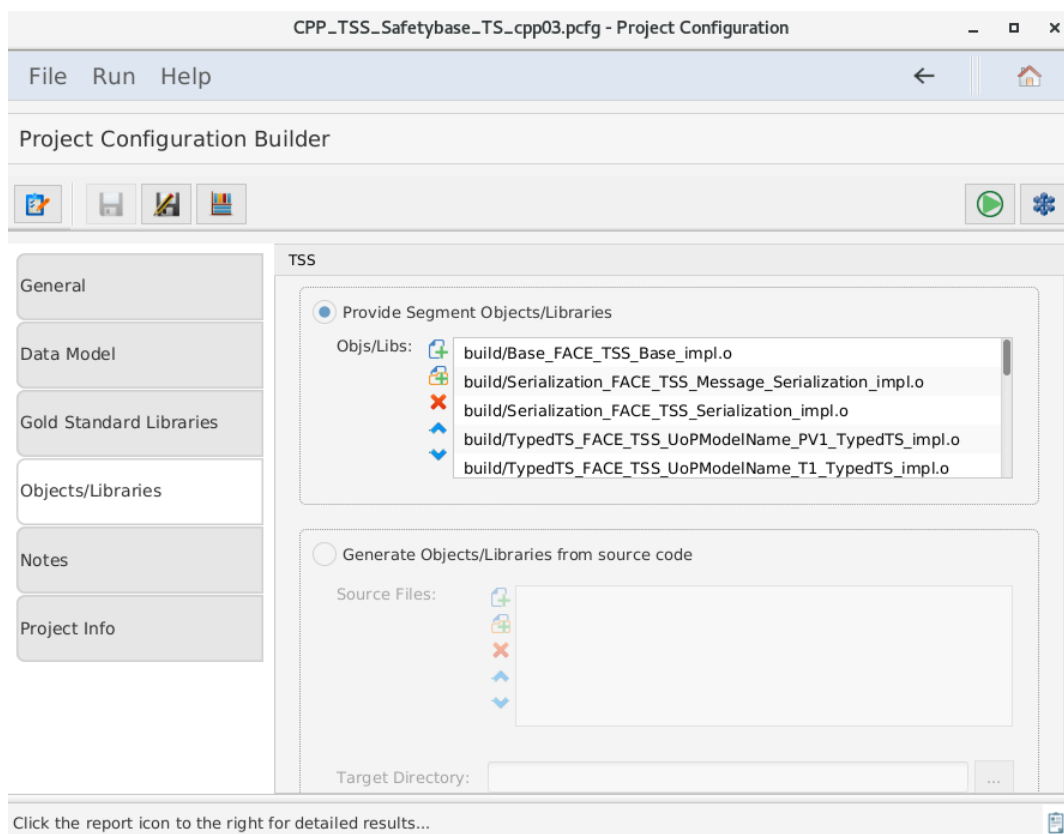 CPP_TSS_Safetybase_TS_cpp03.pcfg - Project Configuration
File Run Help
Project Configuration Builder
General
Data Model
Gold Standard Libraries
Objects/Libraries
Notes
Project Info
TSS
Provide Segment Objects/Libraries
Objs/Libs:
build/Base_FACE_TSS_Base_impl.o
build/Serialization_FACE_TSS_Message_Serialization_impl.o
build/Serialization_FACE_TSS_Serialization_impl.o
build/TypedTS_FACE_TSS_UoPModelName_PV1_TypedTS_impl.o
build/TypedTS_FACE_TSS_UoPModelName_T1_TypedTS_impl.o
Generate Objects/Libraries from source code
Source Files:
Target Directory:
...
Click the report icon to the right for detailed results...